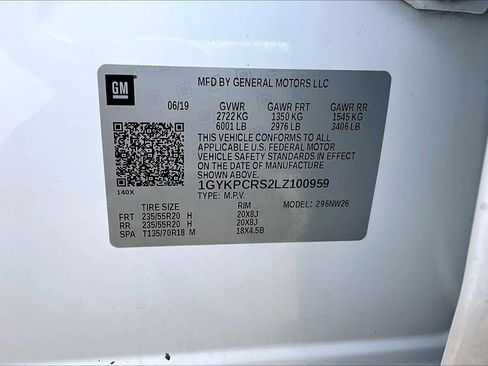 GM
MFD BY GENERAL MOTORS LLC
06/19 GVWR GAWR FRT GAWR RR
2722 KG 1350 KG 1545 KG
6001 LB 2976 LB 3406 LB
THIS VEHICLE CONFORMS TO ALL
APPLICABLE U.S. FEDERAL MOTOR
VEHICLE SAFETY STANDARDS IN EFFECT
ON THE DATE OF MANUFACTURE
SHOWN ABOVE.
140X 1GYKPCRS2LZ100959
TYPE: M.P.V.
TIRE SIZE RIM MODEL: 296NW26
FRT 235/55R20 H 20X8J
RR 235/55R20 H 20X8J
SPA T135/70R18 M 18X4.5B